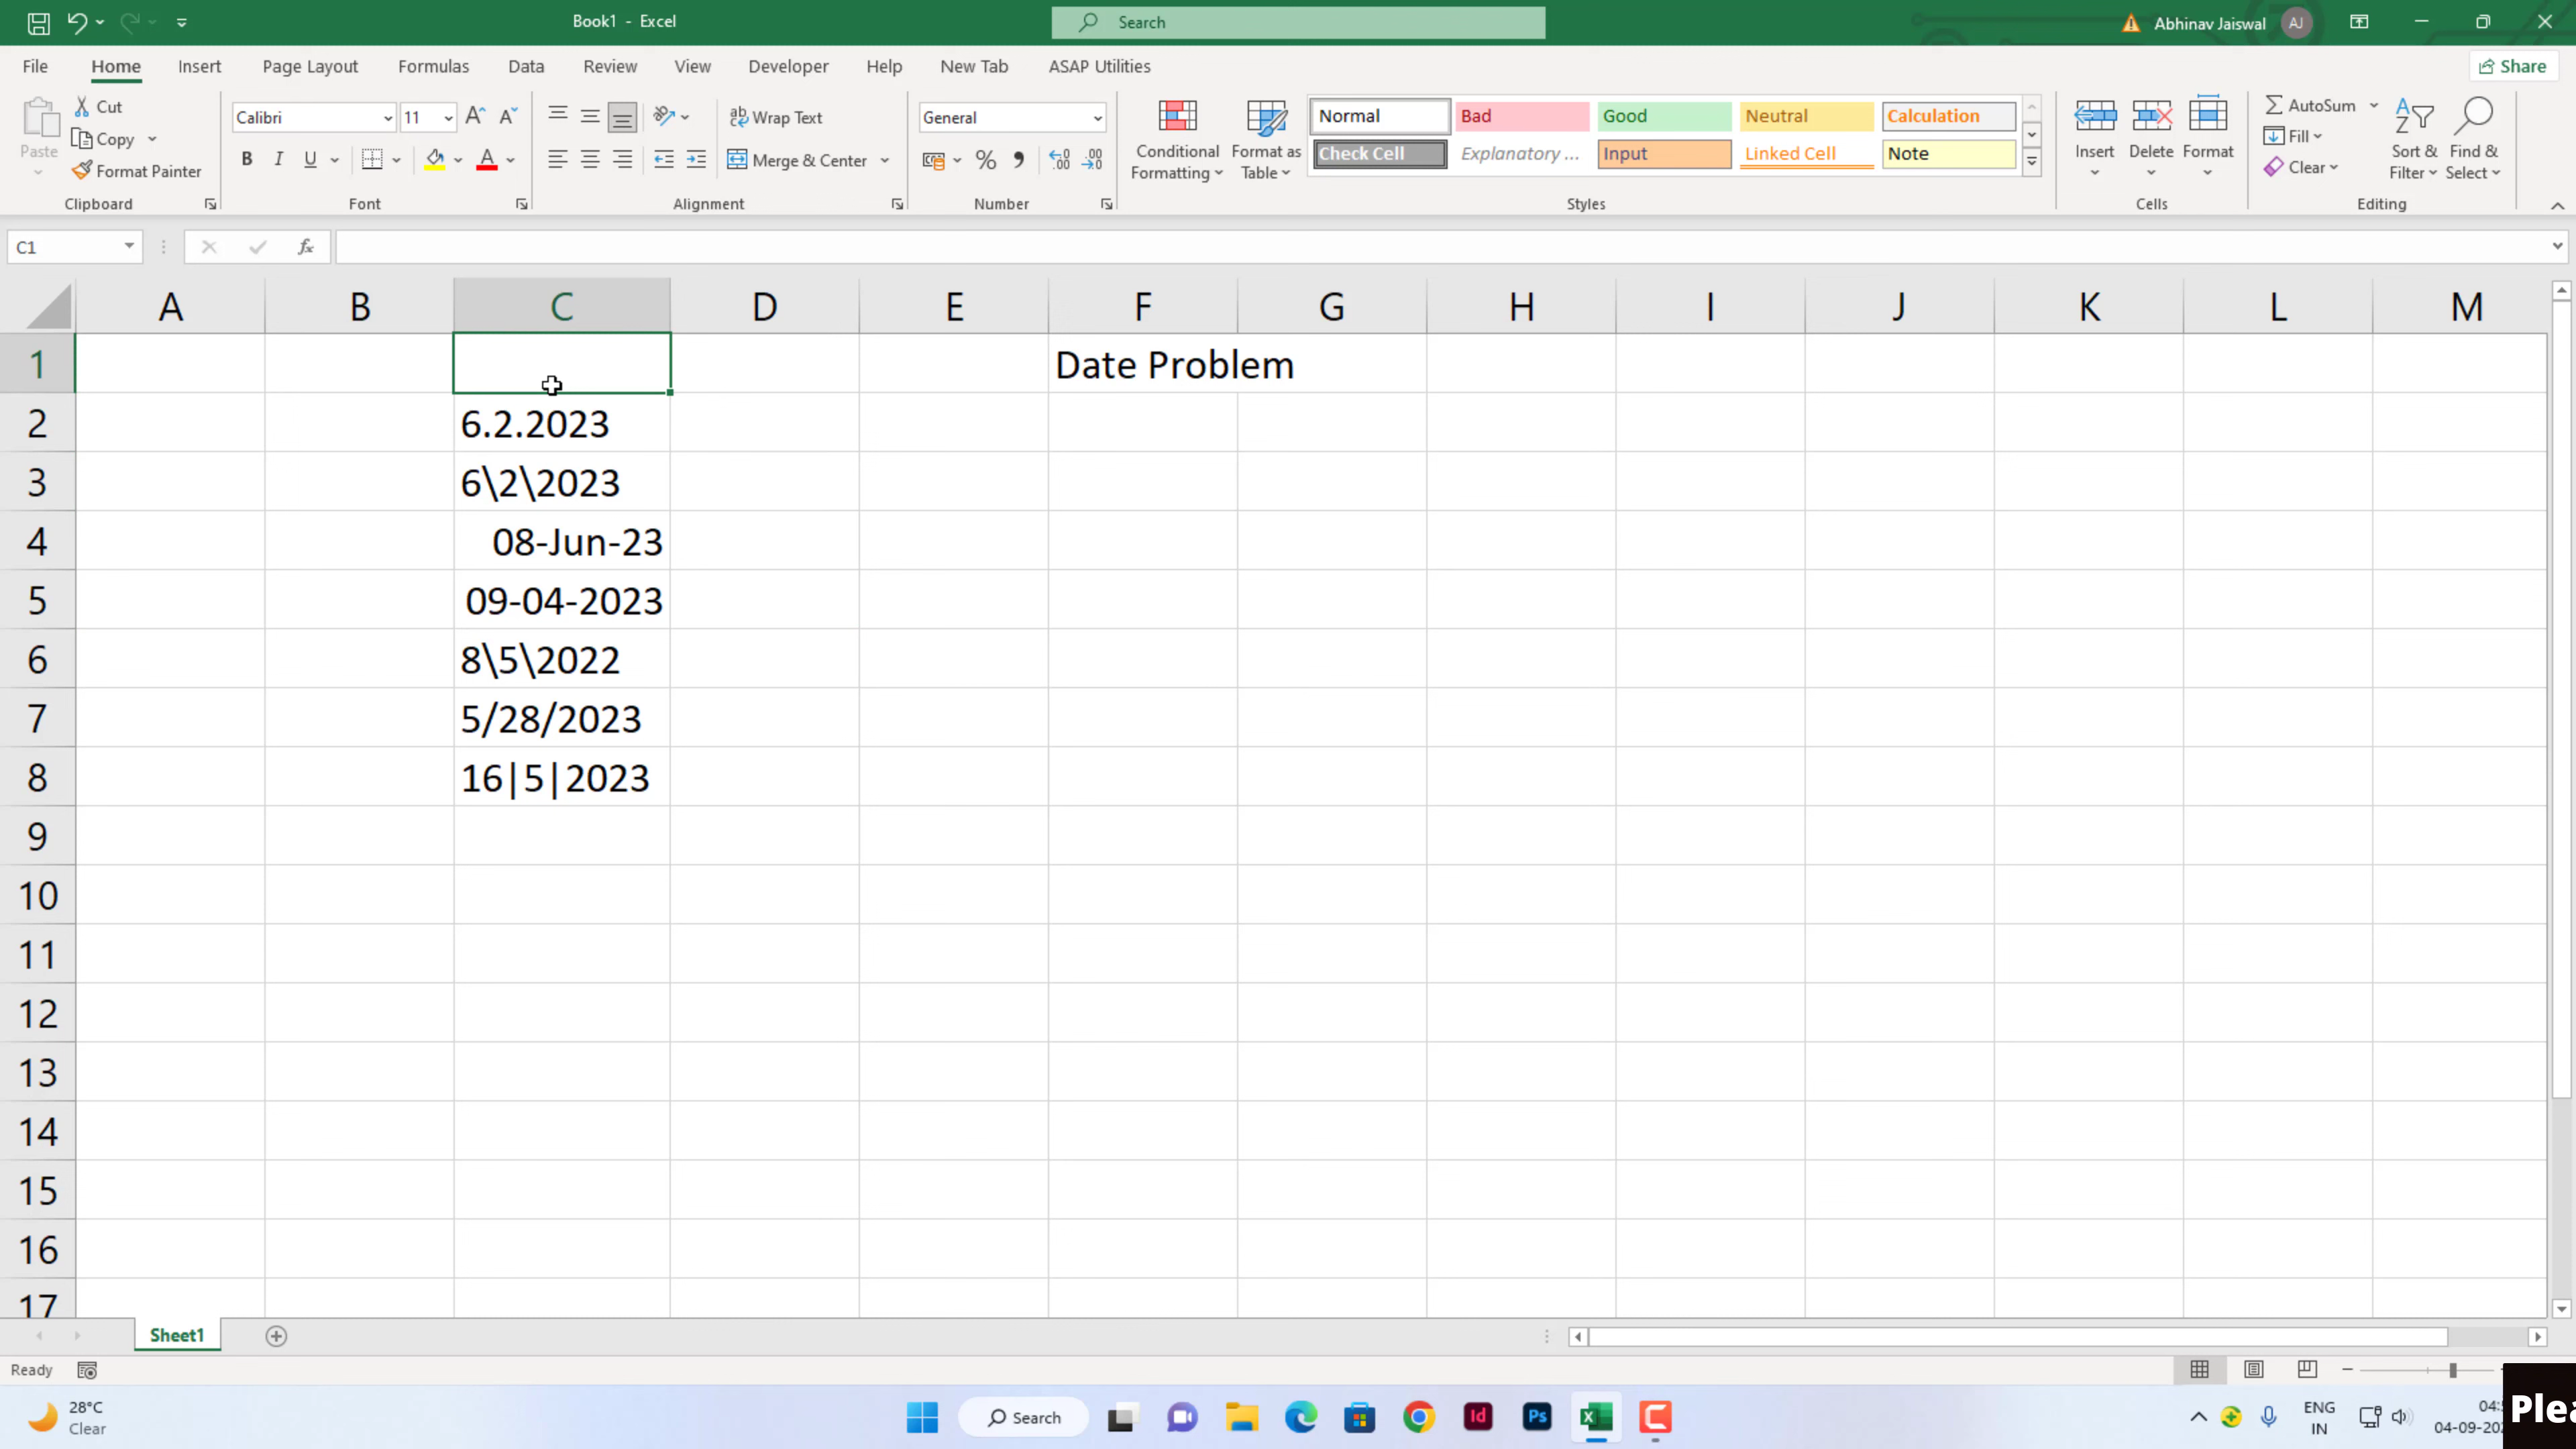 Book1 - Excel
Search
Abhinav Jaiswal
AJ
File Home Insert Page Layout Formulas Data Review View Developer Help New Tab ASAP Utilities
Share
Paste
Cut
Copy
Format Painter
Clipboard
Calibri 11
B I U
Font
Wrap Text
Merge & Center
Alignment
General
Number
Conditional Formatting
Format as Table
Normal Bad Good Neutral Calculation
Check Cell Explanatory ... Input Linked Cell Note
Styles
Insert Delete Format
Cells
AutoSum
Fill
Clear
Sort & Filter
Find & Select
Editing
C1
fx
A B C D E F G H I J K L M
1 Date Problem
2 6.2.2023
3 6\2\2023
4 08-Jun-23
5 09-04-2023
6 8\5\2022
7 5/28/2023
8 16|5|2023
9
10
11
12
13
14
15
16
17
Sheet1
Ready
28°C
Clear
Search
Id
Ps
ENG
IN